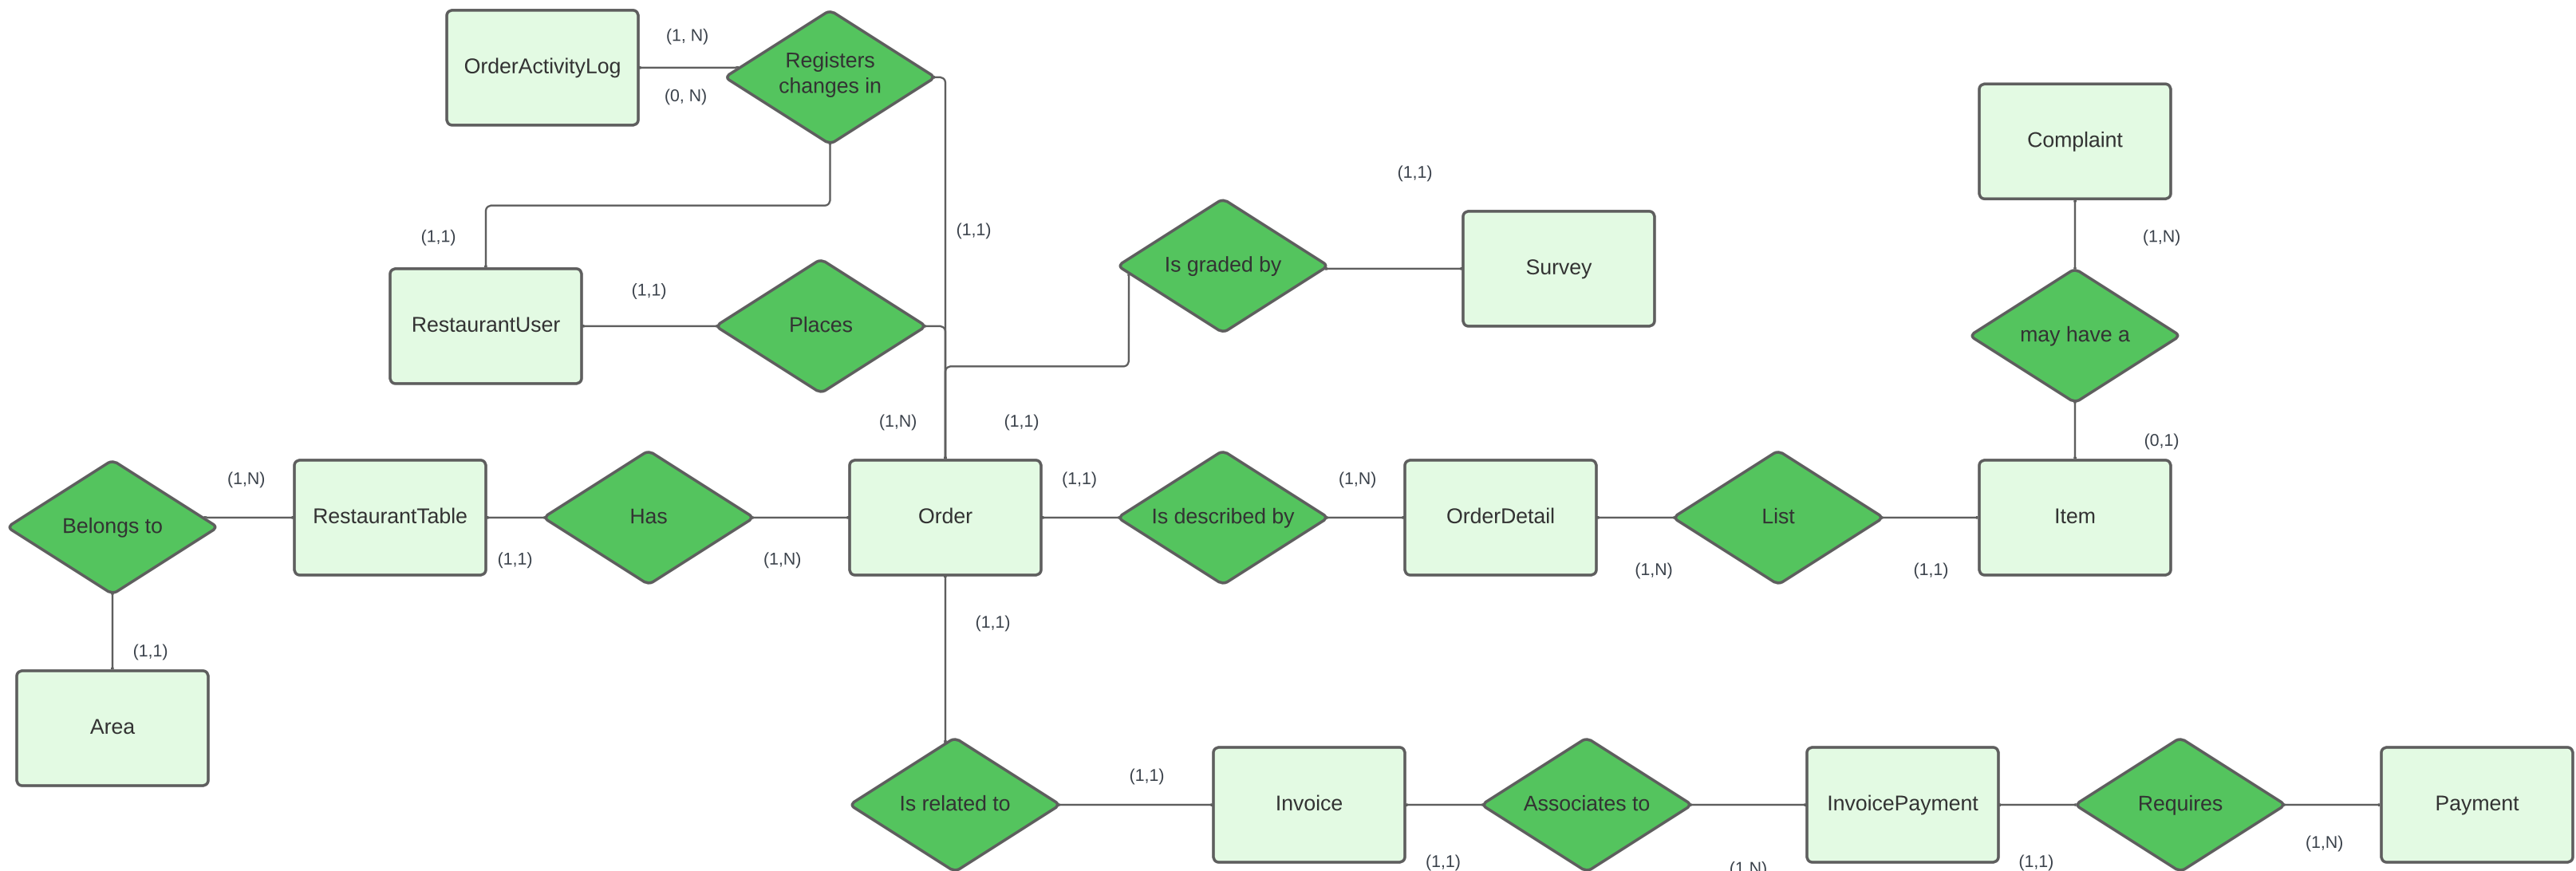 OrderActivityLog
(1, N)
(0, N)
Registers
changes in
Complaint
(1,1)
(1,1)
(1,1)
(1,N)
Is graded by
Survey
(1,1)
RestaurantUser
Places
may have a
(1,N)
(1,1)
(0,1)
Belongs to
(1,N)
RestaurantTable
(1,1)
Has
(1,N)
Order
(1,1)
Is described by
(1,N)
OrderDetail
(1,N)
List
(1,1)
Item
(1,1)
(1,1)
Area
Is related to
(1,1)
Invoice
(1,1)
Associates to
(1,N)
InvoicePayment
(1,1)
Requires
(1,N)
Payment